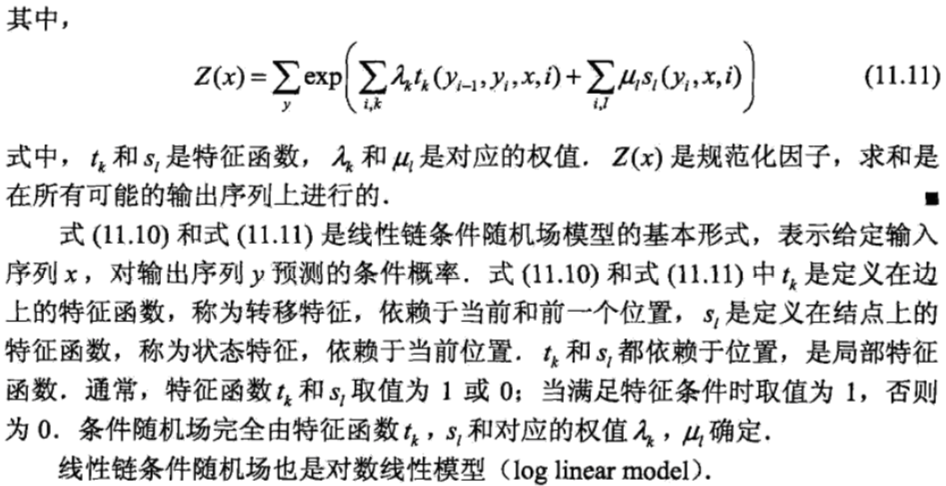 其中，
Z(x) = ∑_y exp(∑_{i,k} λ_k t_k(y_{i-1}, y_i, x, i) + ∑_{i,l} μ_l s_l(y_i, x, i)) (11.11)
式中，t_k 和 s_l 是特征函数，λ_k 和 μ_l 是对应的权值．Z(x) 是规范化因子，求和是
在所有可能的输出序列上进行的． ■
式 (11.10) 和式 (11.11) 是线性链条件随机场模型的基本形式，表示给定输入
序列 x，对输出序列 y 预测的条件概率．式 (11.10) 和式 (11.11) 中 t_k 是定义在边
上的特征函数，称为转移特征，依赖于当前和前一个位置，s_l 是定义在结点上的
特征函数，称为状态特征，依赖于当前位置．t_k 和 s_l 都依赖于位置，是局部特征
函数．通常，特征函数 t_k 和 s_l 取值为 1 或 0；当满足特征条件时取值为 1，否则
为 0．条件随机场完全由特征函数 t_k，s_l 和对应的权值 λ_k，μ_l 确定．
线性链条件随机场也是对数线性模型（log linear model）．